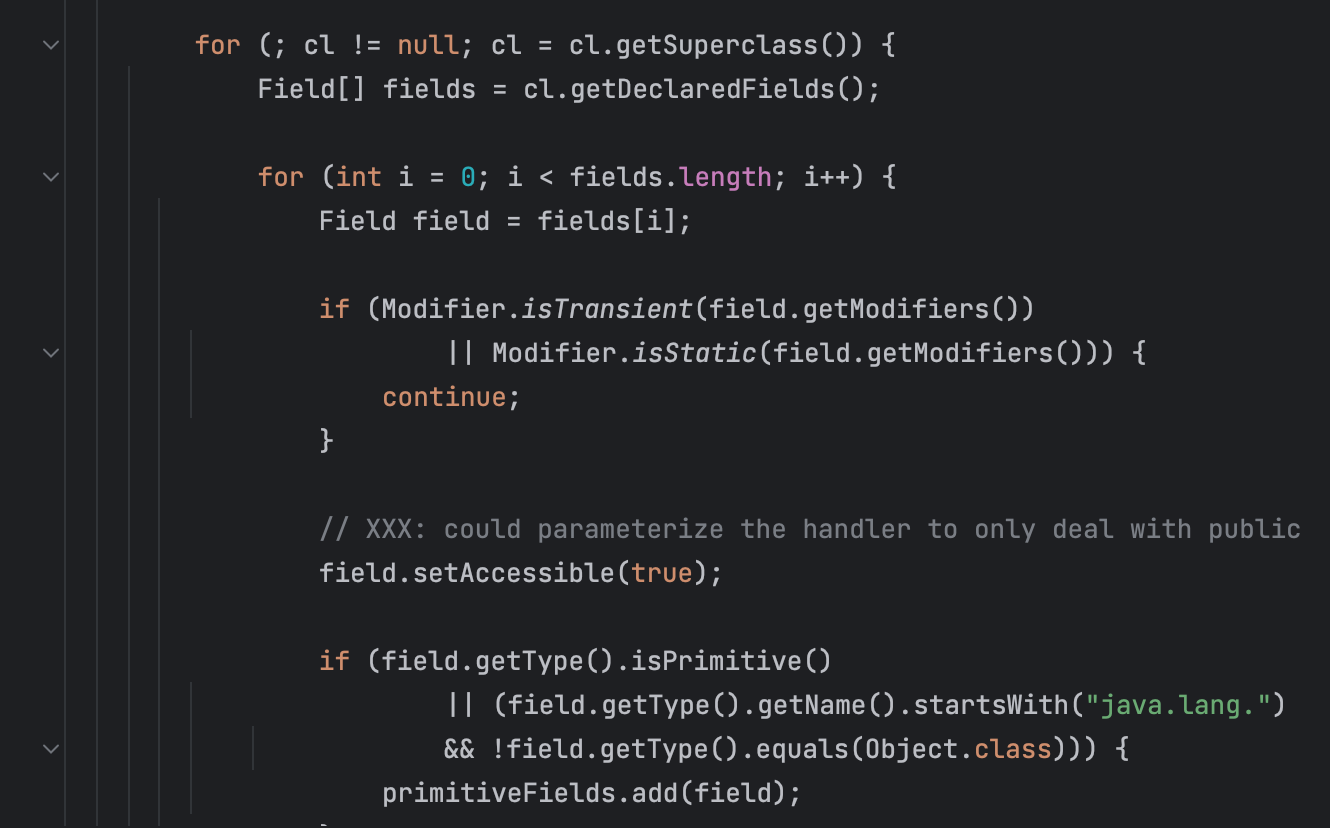 for (; cl != null; cl = cl.getSuperclass()) {
Field[] fields = cl.getDeclaredFields();
for (int i = 0; i < fields.length; i++) {
Field field = fields[i];
if (Modifier.isTransient(field.getModifiers())
|| Modifier.isStatic(field.getModifiers())) {
continue;
}
// XXX: could parameterize the handler to only deal with public
field.setAccessible(true);
if (field.getType().isPrimitive()
|| (field.getType().getName().startsWith("java.lang.")
&& !field.getType().equals(Object.class))) {
primitiveFields.add(field);